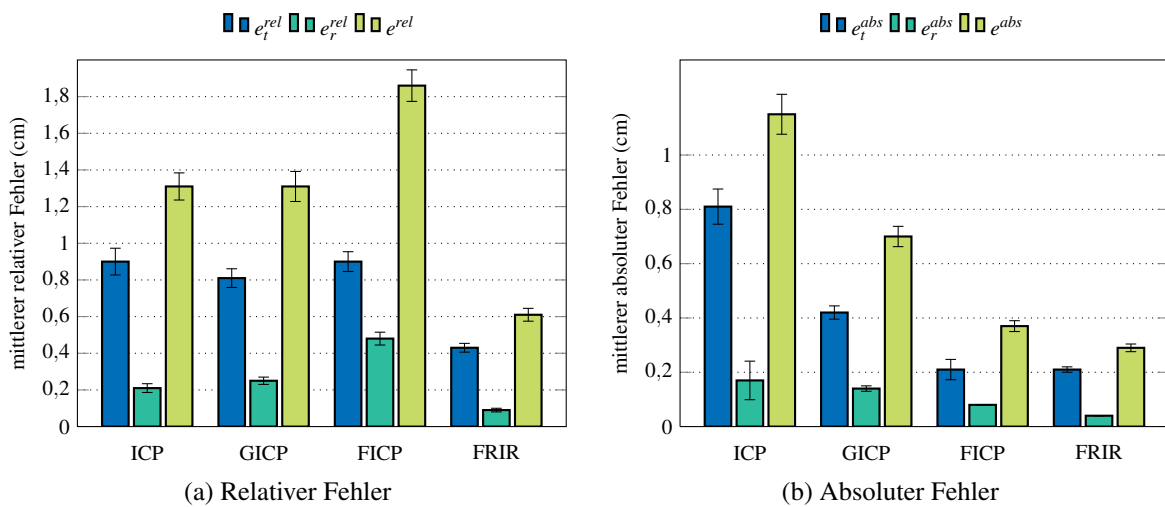 e_t^{rel} e_r^{rel} e^{rel}
mittlerer relativer Fehler (cm)
1,8
1,6
1,4
1,2
1
0,8
0,6
0,4
0,2
0
ICP GICP FICP FRIR
(a) Relativer Fehler
e_t^{abs} e_r^{abs} e^{abs}
mittlerer absoluter Fehler (cm)
1
0,8
0,6
0,4
0,2
0
ICP GICP FICP FRIR
(b) Absoluter Fehler